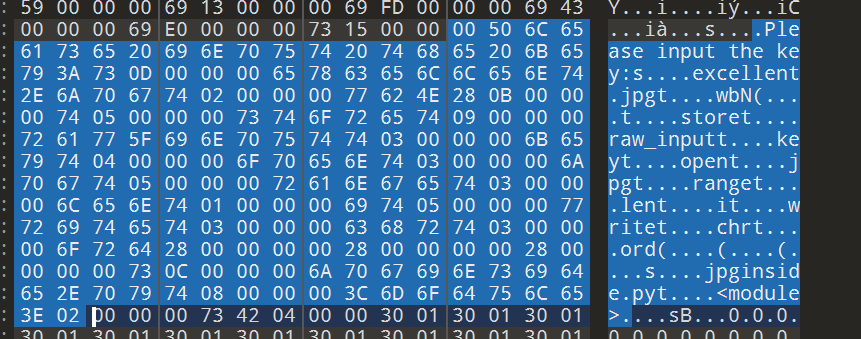 59 00 00 00 00 69 13 00 00 00 69 FD 00 00 00 69 43 Y...i....iý...iC
: 00 00 00 69 E0 00 00 00 73 15 00 00 00 50 6C 65 ...ià...s....Ple
: 61 73 65 20 69 6E 70 75 74 20 74 68 65 20 6B 65 ase input the ke
: 79 3A 73 0D 00 00 00 65 78 63 65 6C 6C 65 6E 74 y:s....excellent
: 2E 6A 70 67 74 02 00 00 00 77 62 4E 28 0B 00 00 .jpgt....wbN(...
: 00 74 05 00 00 00 73 74 6F 72 65 74 09 00 00 00 .t....storet....
: 72 61 77 5F 69 6E 70 75 74 74 03 00 00 00 6B 65 raw_inputt....ke
: 79 74 04 00 00 00 6F 70 65 6E 74 03 00 00 00 6A yt....opent....j
: 70 67 74 05 00 00 00 72 61 6E 67 65 74 03 00 00 pgt....ranget...
: 00 6C 65 6E 74 01 00 00 00 69 74 05 00 00 00 77 .lent....it....w
: 72 69 74 65 74 03 00 00 00 63 68 72 74 03 00 00 ritet....chrt...
: 00 6F 72 64 28 00 00 00 00 28 00 00 00 00 28 00 .ord(....(....(.
: 00 00 00 73 0C 00 00 00 6A 70 67 69 6E 73 69 64 ...s....jpginsid
: 65 2E 70 79 74 08 00 00 00 3C 6D 6F 64 75 6C 65 e.pyt....<module
: 3E 02 00 00 00 73 42 04 00 00 30 01 30 01 30 01 >....sB...0.0.0.
: 30 01 30 01 30 01 30 01 30 01 30 01 30 01 30 01 0.0.0.0.0.0.0.0.